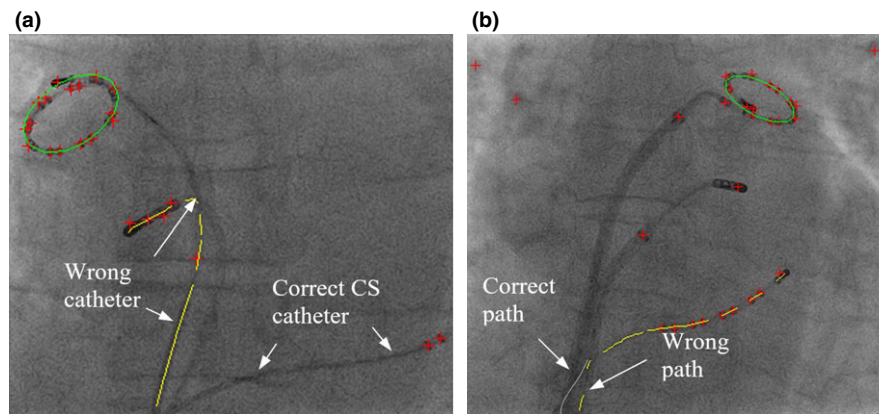 (a)
(b)
Wrong
catheter
Correct CS
catheter
Correct
path
Wrong
path